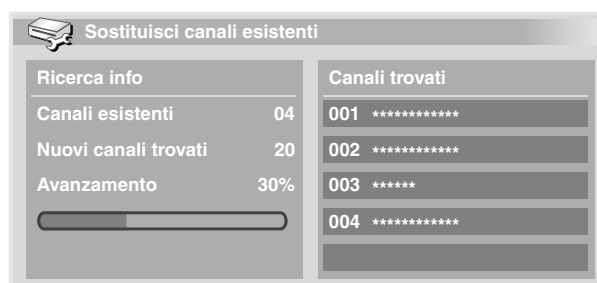 Sostituisci canali esistenti
Ricerca info
Canali esistenti 04
Nuovi canali trovati 20
Avanzamento 30%
Canali trovati
001 ************
002 ************
003 ******
004 ************